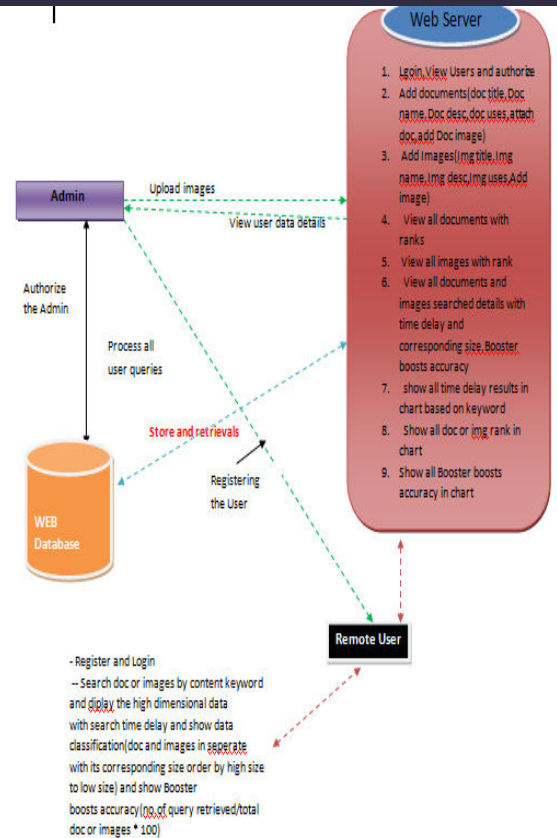 Web Server
1. Lgoin,View Users and authorize
2. Add documents(doc title,Doc
name,Doc desc,doc uses,attach
doc,add Doc image)
3. Add Images(Img title,Img
name,Img desc,Img uses,Add
image)
4. View all documents with
ranks
5. View all images with rank
6. View all documents and
images searched details with
time delay and
corresponding size,Booster
boosts accuracy
7. show all time delay results in
chart based on keyword
8. Show all doc or img rank in
chart
9. Show all Booster boosts
accuracy in chart
Admin
Upload images
View user data details
Authorize
the Admin
Process all
user queries
Store and retrievals
Registering
the User
WEB
Database
Remote User
- Register and Login
-- Search doc or images by content keyword
and diplay the high dimensional data
with search time delay and show data
classification(doc and images in seperate
with its corresponding size order by high size
to low size) and show Booster
boosts accuracy(no.of query retrieved/total
doc or images * 100)